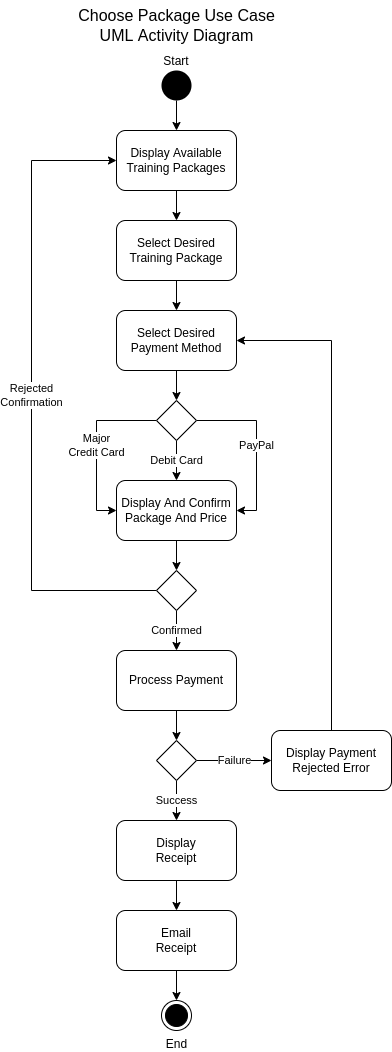 Choose Package Use Case
UML Activity Diagram
Start
Display Available
Training Packages
Select Desired
Training Package
Select Desired
Payment Method
Rejected
Confirmation
Major
Credit Card
Debit Card
PayPal
Display And Confirm
Package And Price
Confirmed
Process Payment
Failure
Display Payment
Rejected Error
Success
Display
Receipt
Email
Receipt
End